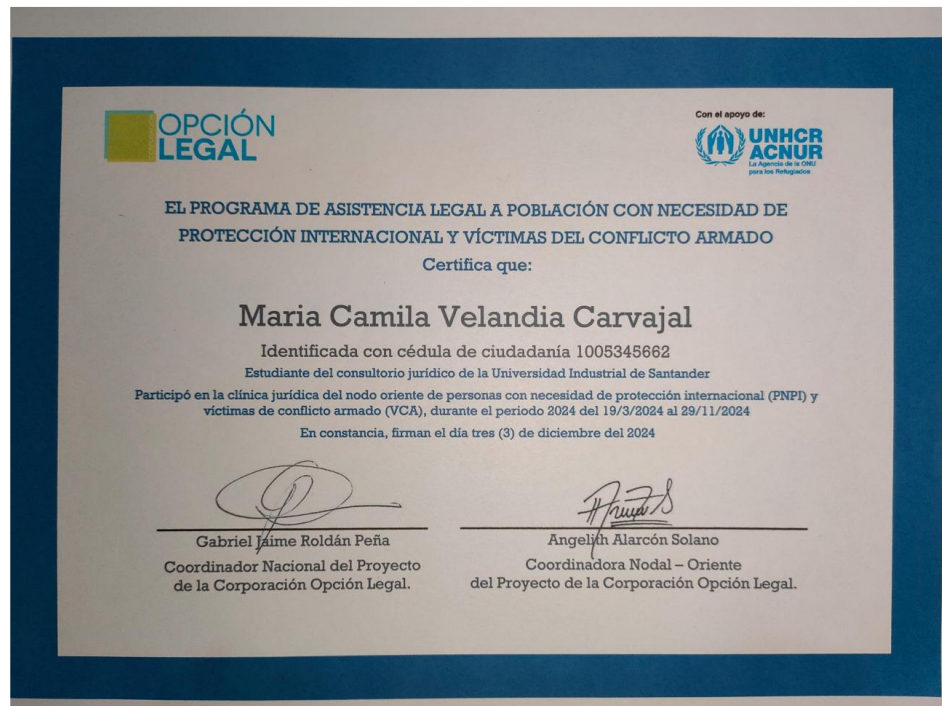 OPCIÓN
LEGAL
Con el apoyo de:
UNHCR
ACNUR
La Agencia de la ONU
para los Refugiados
EL PROGRAMA DE ASISTENCIA LEGAL A POBLACIÓN CON NECESIDAD DE
PROTECCIÓN INTERNACIONAL Y VÍCTIMAS DEL CONFLICTO ARMADO
Certifica que:
Maria Camila Velandia Carvajal
Identificada con cédula de ciudadanía 1005345662
Estudiante del consultorio jurídico de la Universidad Industrial de Santander
Participó en la clínica jurídica del nodo oriente de personas con necesidad de protección internacional (PNPI) y
víctimas de conflicto armado (VCA), durante el periodo 2024 del 19/3/2024 al 29/11/2024
En constancia, firman el día tres (3) de diciembre del 2024
Gabriel Jaime Roldán Peña
Coordinador Nacional del Proyecto
de la Corporación Opción Legal.
Angelith Alarcón Solano
Coordinadora Nodal – Oriente
del Proyecto de la Corporación Opción Legal.